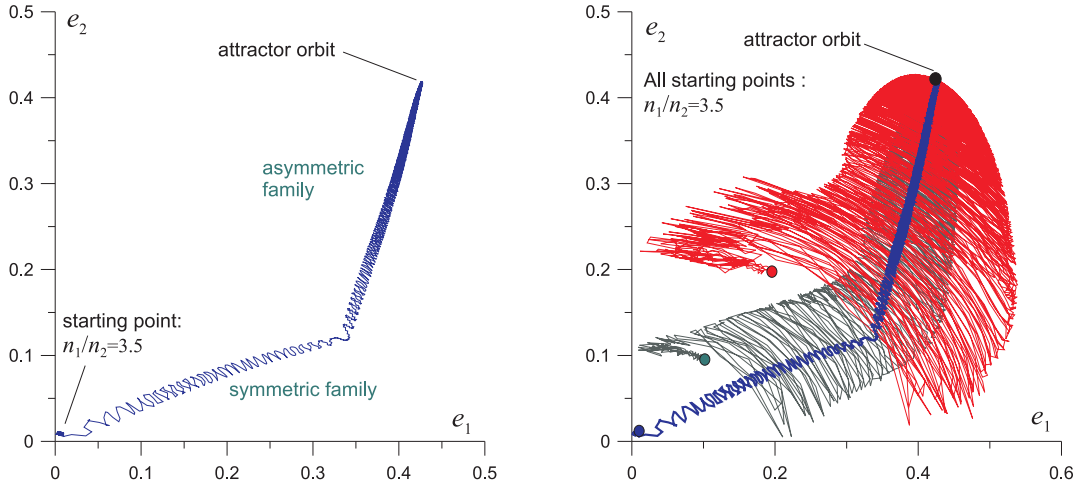 0.5
e2
attractor orbit
0.4
asymmetric
family
0.3
0.2
starting point:
n1/n2=3.5
0.1
symmetric family
e1
0
0
0.1
0.2
0.3
0.4
0.5
0.5
e2
attractor orbit
All starting points :
n1/n2=3.5
0.4
0.3
0.2
0.1
e1
0
0
0.2
0.4
0.6